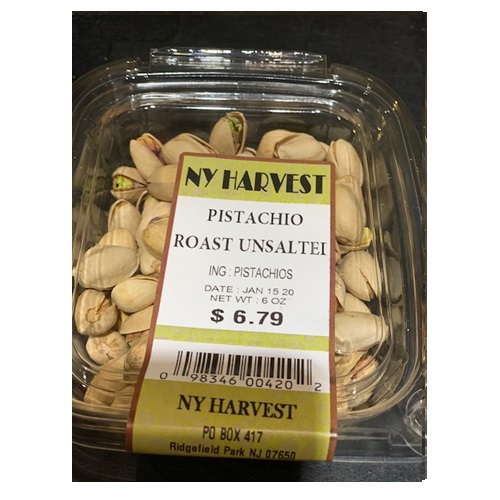 NY HARVEST
PISTACHIO
ROAST UNSALTEI
ING : PISTACHIOS
DATE : JAN 15 20
NET WT : 6 OZ
$ 6.79
0 98346 00420 2
NY HARVEST
PO BOX 417
Ridgefield Park NJ 07650